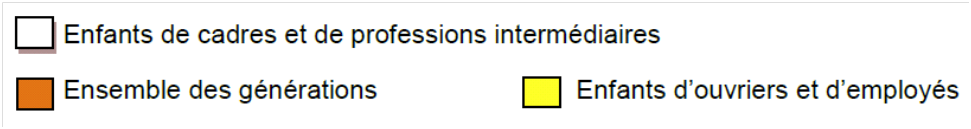 Enfants de cadres et de professions intermédiaires
Ensemble des générations Enfants d’ouvriers et d’employés